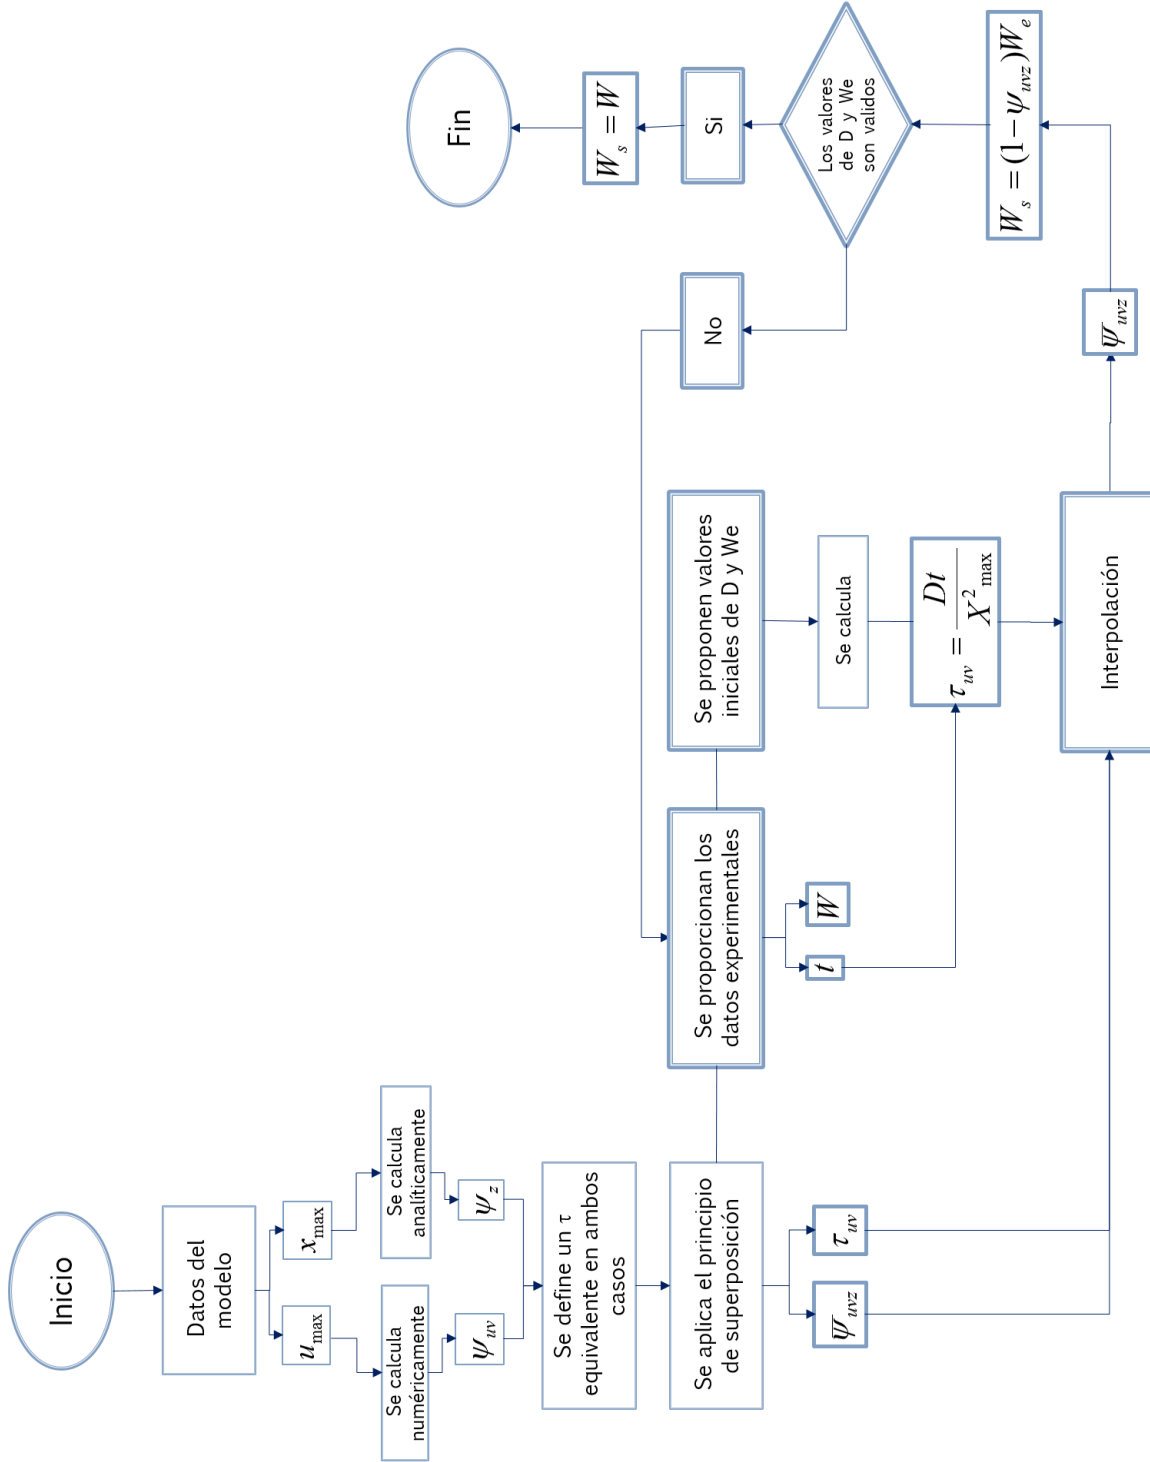 Inicio
Datos del
modelo
u_max
x_max
Se calcula
numéricamente
Se calcula
analíticamente
ψ_uv
ψ_z
Se define un τ
equivalente en ambos
casos
Se aplica el principio
de superposición
ψ̅_uvz
τ_uv
Se proporcionan los
datos experimentales
t
W
Se proponen valores
iniciales de D y We
Se calcula
τ_uv = Dt / X²_max
Interpolación
ψ̅_uvz
W_s = (1 − ψ_uvz)W_e
Los valores
de D y We
son validos
No
Si
W_s = W
Fin